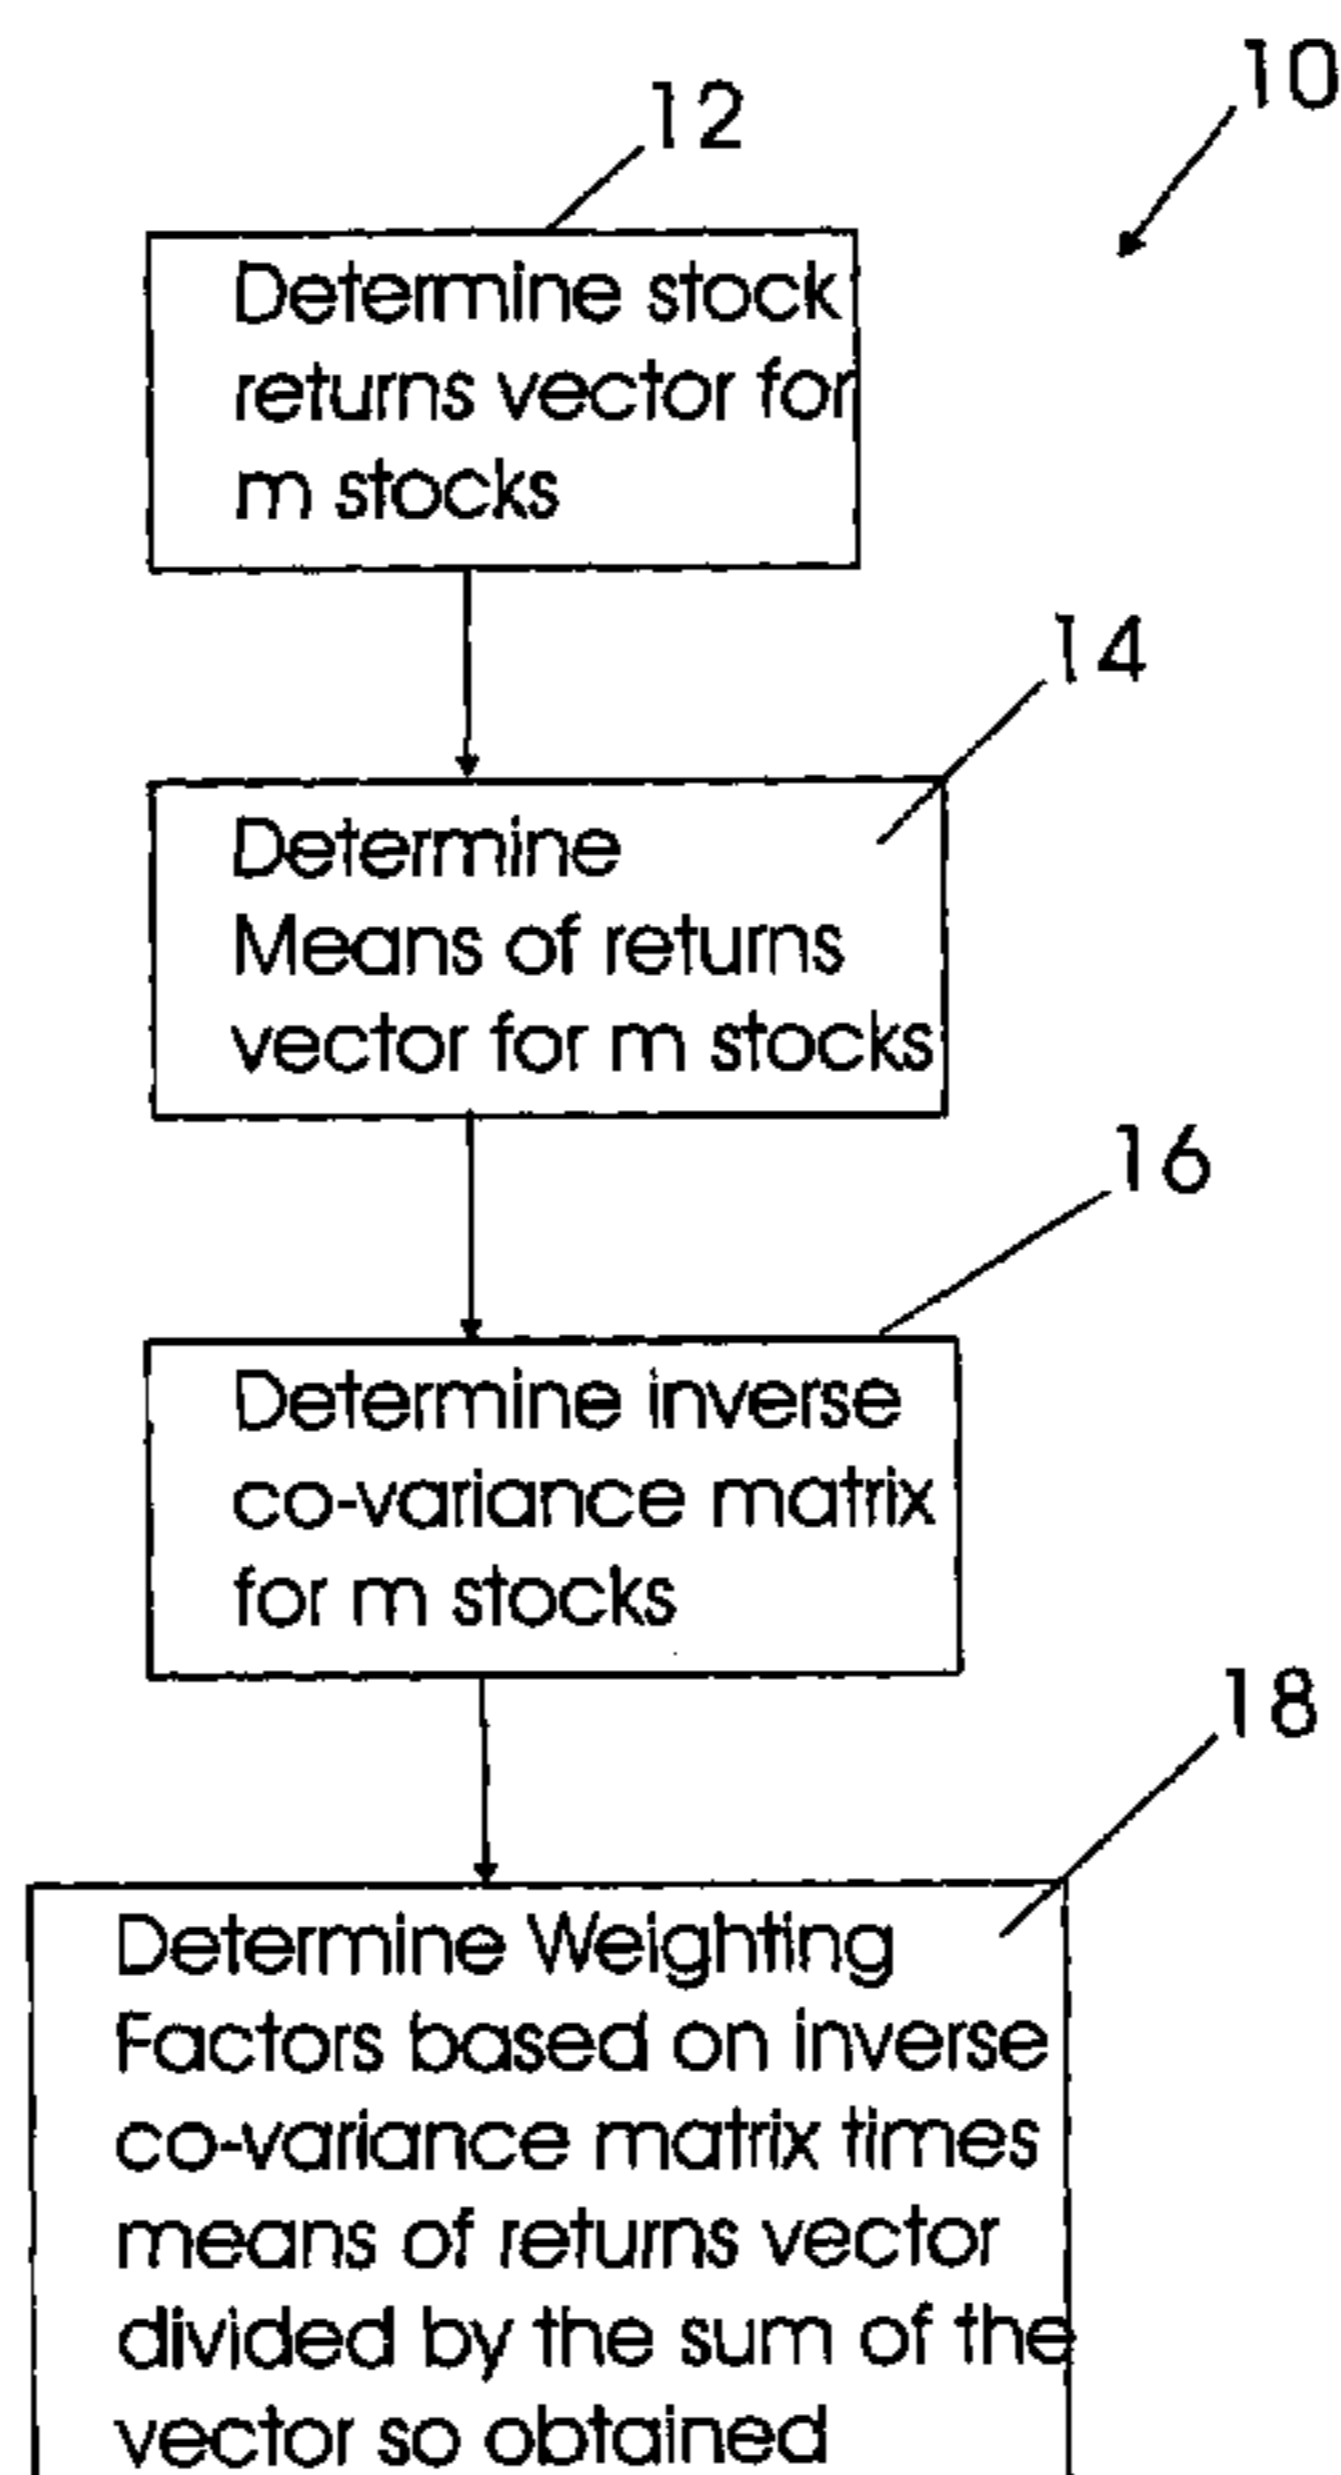 10
12
Determine stock
returns vector for
m stocks
14
Determine
Means of returns
vector for m stocks
16
Determine inverse
co-variance matrix
for m stocks
18
Determine Weighting
Factors based on inverse
co-variance matrix times
means of returns vector
divided by the sum of the
vector so obtained